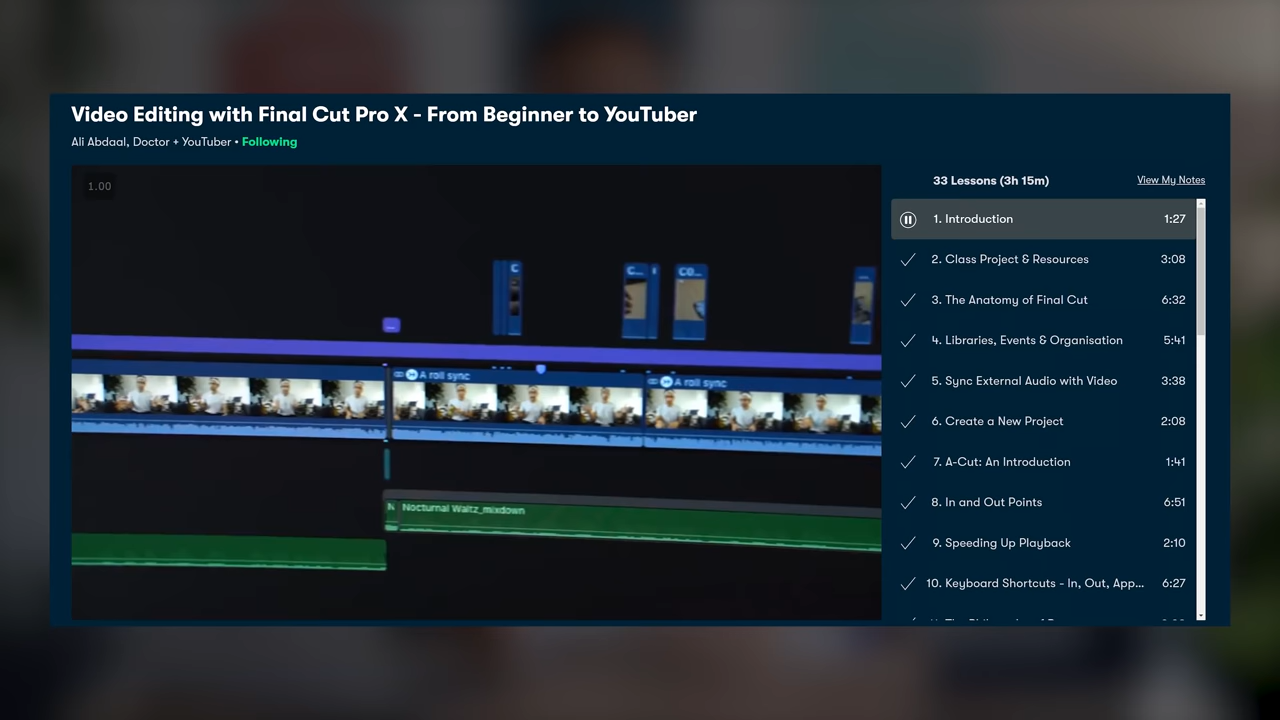 Video Editing with Final Cut Pro X - From Beginner to YouTuber
Ali Abdaal, Doctor + YouTuber • Following
1.00
C
C...
C0...
A roll sync
A roll sync
N
Nocturnal Waltz_mixdown
33 Lessons (3h 15m)
View My Notes
1. Introduction 1:27
2. Class Project & Resources 3:08
3. The Anatomy of Final Cut 6:32
4. Libraries, Events & Organisation 5:41
5. Sync External Audio with Video 3:38
6. Create a New Project 2:08
7. A-Cut: An Introduction 1:41
8. In and Out Points 6:51
9. Speeding Up Playback 2:10
10. Keyboard Shortcuts - In, Out, App... 6:27